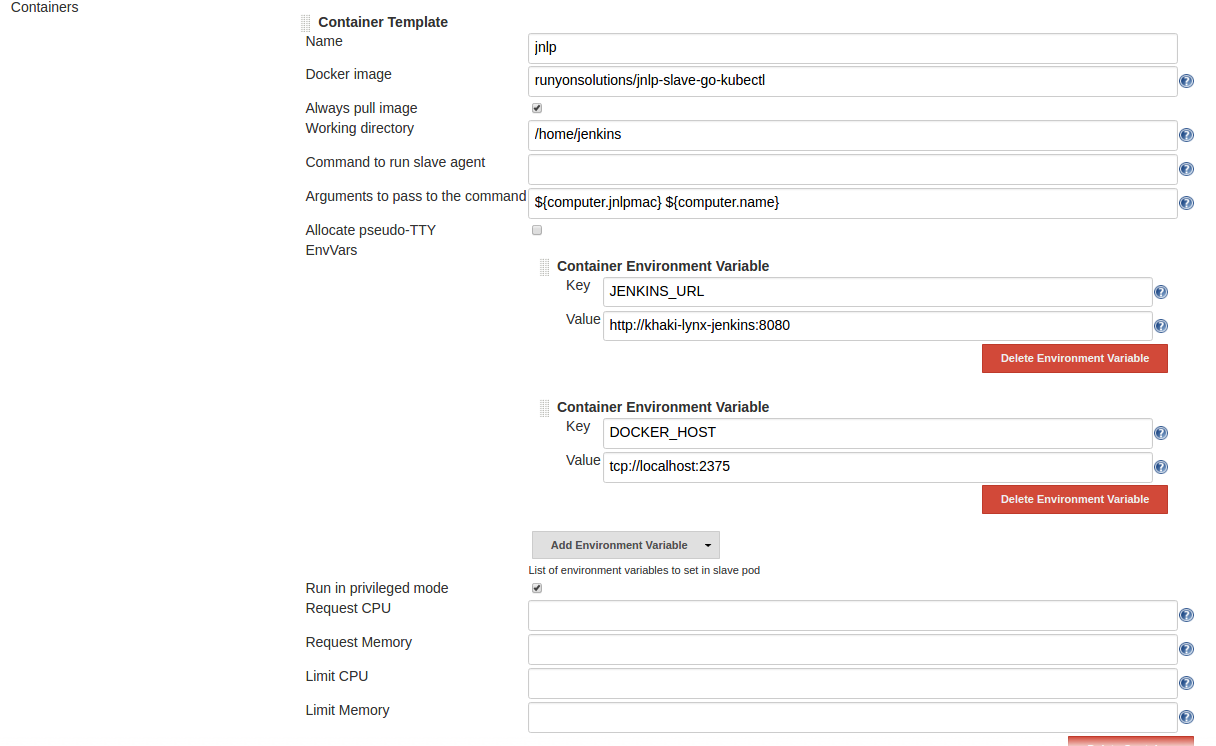 Containers
Container Template
Name
jnlp
Docker image
runyonsolutions/jnlp-slave-go-kubectl
Always pull image
Working directory
/home/jenkins
Command to run slave agent
Arguments to pass to the command
${computer.jnlpmac} ${computer.name}
Allocate pseudo-TTY
EnvVars
Container Environment Variable
Key
JENKINS_URL
Value
http://khaki-lynx-jenkins:8080
Delete Environment Variable
Container Environment Variable
Key
DOCKER_HOST
Value
tcp://localhost:2375
Delete Environment Variable
Add Environment Variable
List of environment variables to set in slave pod
Run in privileged mode
Request CPU
Request Memory
Limit CPU
Limit Memory